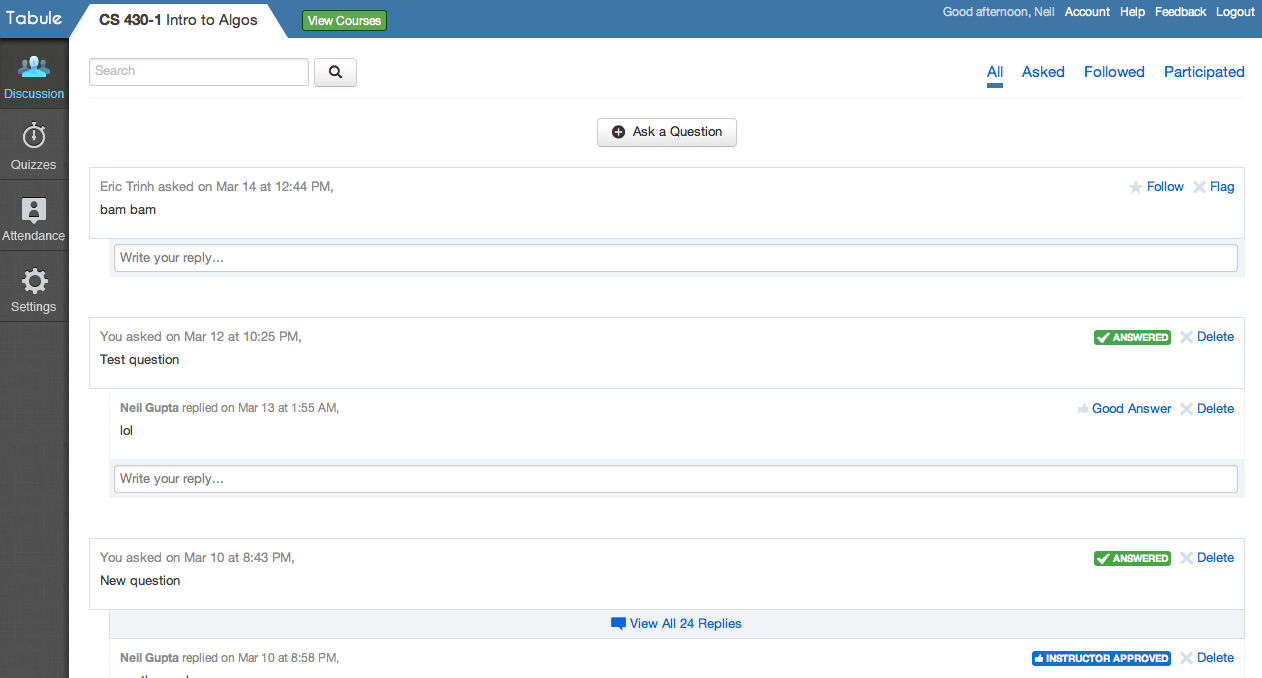 Tabule
CS 430-1 Intro to Algos
View Courses
Good afternoon, Neil Account Help Feedback Logout
Discussion
Quizzes
Attendance
Settings
Search
All Asked Followed Participated
Ask a Question
Eric Trinh asked on Mar 14 at 12:44 PM,
Follow Flag
bam bam
Write your reply...
You asked on Mar 12 at 10:25 PM,
ANSWERED Delete
Test question
Neil Gupta replied on Mar 13 at 1:55 AM,
Good Answer Delete
lol
Write your reply...
You asked on Mar 10 at 8:43 PM,
ANSWERED Delete
New question
View All 24 Replies
Neil Gupta replied on Mar 10 at 8:58 PM,
INSTRUCTOR APPROVED Delete